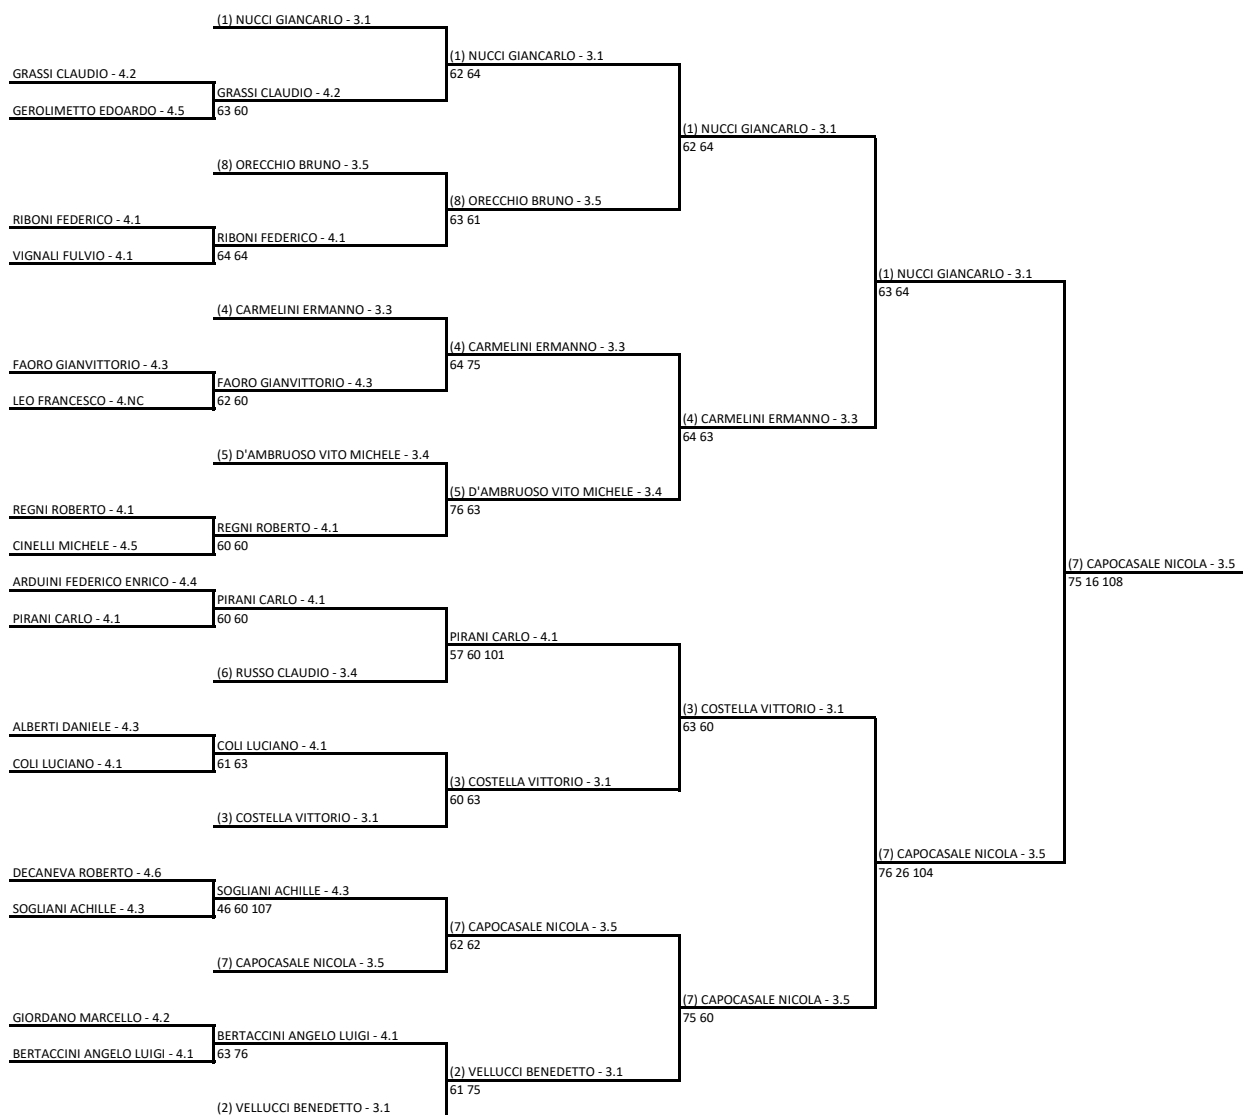 (1) NUCCI GIANCARLO - 3.1
(1) NUCCI GIANCARLO - 3.1
GRASSI CLAUDIO - 4.2
62 64
GRASSI CLAUDIO - 4.2
GEROLIMETTO EDOARDO - 4.5
63 60
(1) NUCCI GIANCARLO - 3.1
62 64
(8) ORECCHIO BRUNO - 3.5
(8) ORECCHIO BRUNO - 3.5
RIBONI FEDERICO - 4.1
63 61
RIBONI FEDERICO - 4.1
VIGNALI FULVIO - 4.1
64 64
(1) NUCCI GIANCARLO - 3.1
63 64
(4) CARMELINI ERMANNO - 3.3
(4) CARMELINI ERMANNO - 3.3
FAORO GIANVITTORIO - 4.3
64 75
FAORO GIANVITTORIO - 4.3
LEO FRANCESCO - 4.NC
62 60
(4) CARMELINI ERMANNO - 3.3
64 63
(5) D'AMBRUOSO VITO MICHELE - 3.4
(5) D'AMBRUOSO VITO MICHELE - 3.4
REGNI ROBERTO - 4.1
76 63
REGNI ROBERTO - 4.1
CINELLI MICHELE - 4.5
60 60
(7) CAPOCASALE NICOLA - 3.5
75 16 108
ARDUINI FEDERICO ENRICO - 4.4
PIRANI CARLO - 4.1
PIRANI CARLO - 4.1
60 60
PIRANI CARLO - 4.1
57 60 101
(6) RUSSO CLAUDIO - 3.4
(3) COSTELLA VITTORIO - 3.1
63 60
ALBERTI DANIELE - 4.3
COLI LUCIANO - 4.1
COLI LUCIANO - 4.1
61 63
(3) COSTELLA VITTORIO - 3.1
60 63
(3) COSTELLA VITTORIO - 3.1
(7) CAPOCASALE NICOLA - 3.5
76 26 104
DECANEVA ROBERTO - 4.6
SOGLIANI ACHILLE - 4.3
SOGLIANI ACHILLE - 4.3
46 60 107
(7) CAPOCASALE NICOLA - 3.5
62 62
(7) CAPOCASALE NICOLA - 3.5
(7) CAPOCASALE NICOLA - 3.5
75 60
GIORDANO MARCELLO - 4.2
BERTACCINI ANGELO LUIGI - 4.1
BERTACCINI ANGELO LUIGI - 4.1
63 76
(2) VELLUCCI BENEDETTO - 3.1
61 75
(2) VELLUCCI BENEDETTO - 3.1